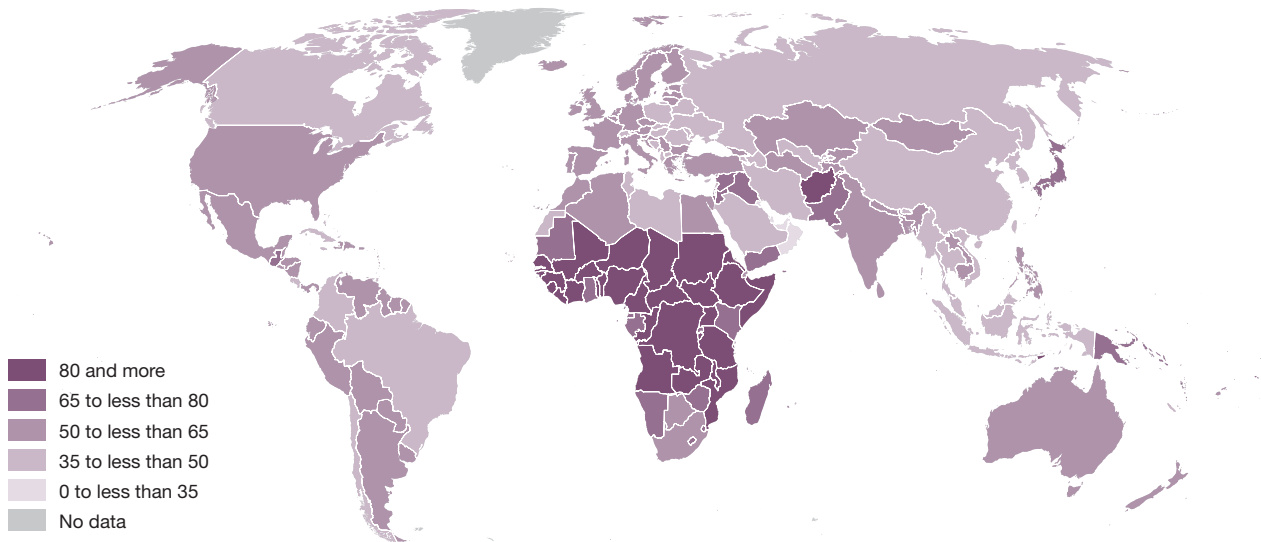 80 and more
65 to less than 80
50 to less than 65
35 to less than 50
0 to less than 35
No data